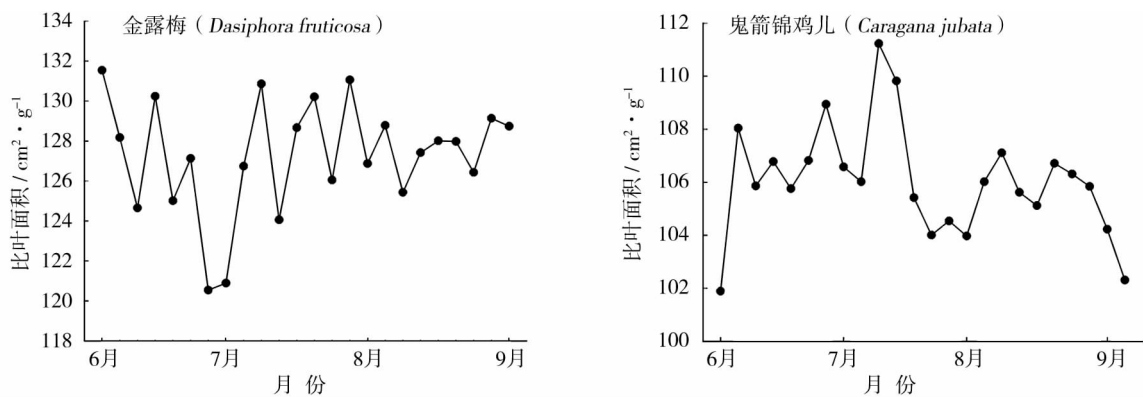 金露梅（Dasiphora fruticosa）
134
132
130
128
126
124
122
120
118
比叶面积/cm²·g⁻¹
6月
7月
8月
9月
月 份
鬼箭锦鸡儿（Caragana jubata）
112
110
108
106
104
102
100
比叶面积/cm²·g⁻¹
6月
7月
8月
9月
月 份